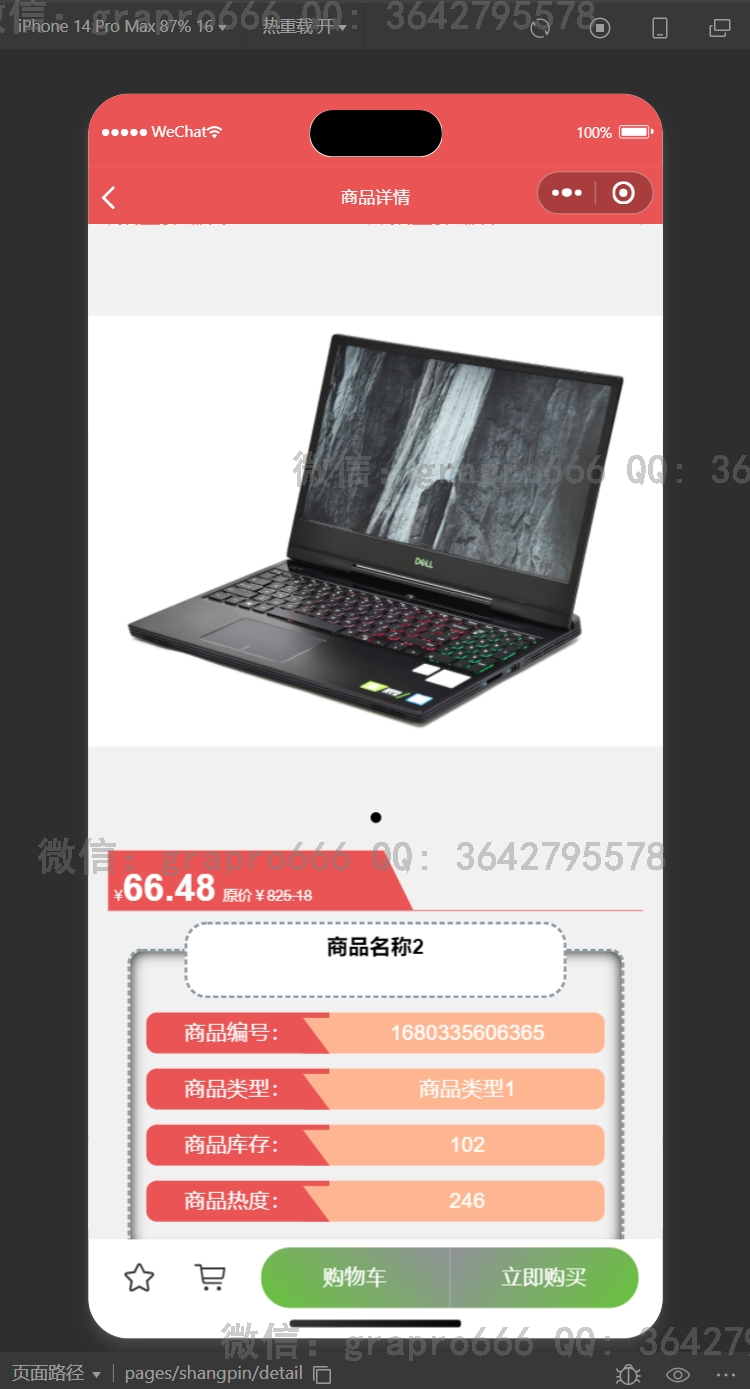 微信: grapro666 QQ: 3642795578
iPhone 14 Pro Max 87% 16 热重载 开
WeChat 100%
商品详情
DELL
微信: grapro666 QQ: 364
微信: grapro666 QQ: 3642795578
¥66.48 原价￥825.18
商品名称2
商品编号: 1680335606365
商品类型: 商品类型1
商品库存: 102
商品热度: 246
购物车 立即购买
微信: grapro666 QQ: 36427
页面路径 pages/shangpin/detail